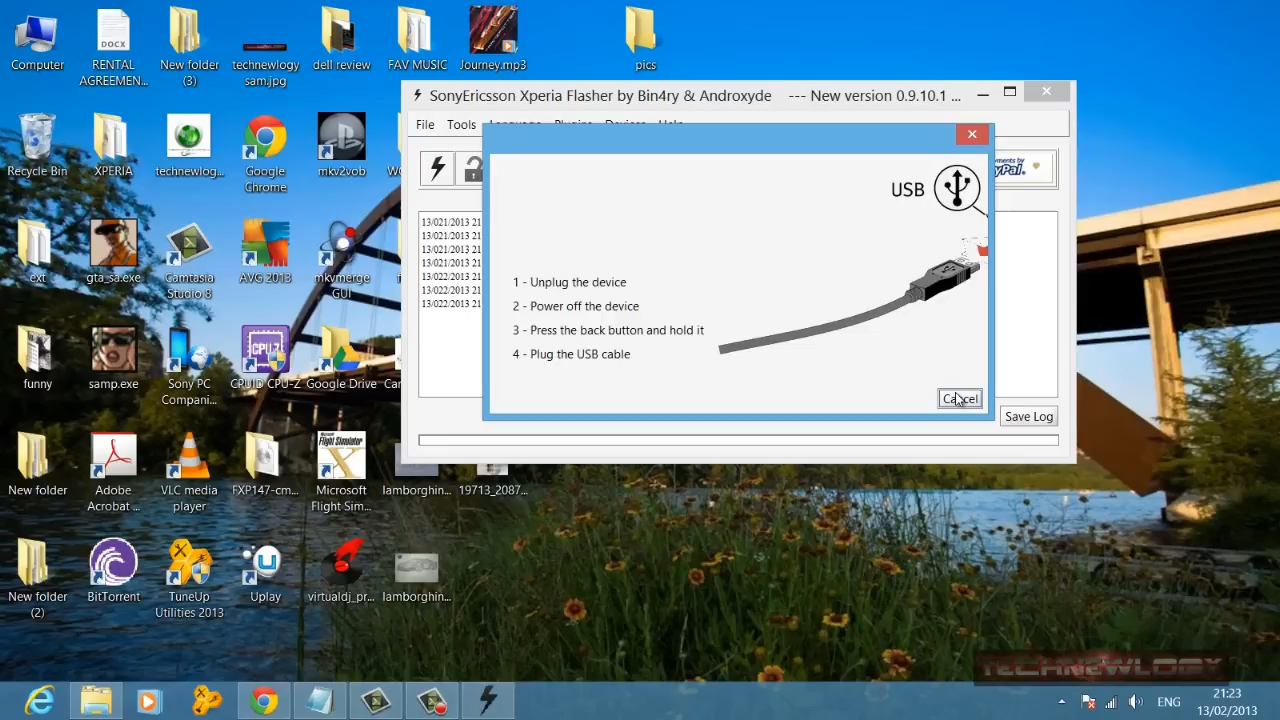 Computer
RENTAL
AGREEMEN...
New folder
(3)
technewlogy
sam.jpg
dell review
FAV MUSIC
Journey.mp3
pics
SonyEricsson Xperia Flasher by Bin4ry & Androxyde --- New version 0.9.10.1 ...
File Tools
Recycle Bin
XPERIA
technewlog...
Google
Chrome
mkv2vob
USB
13/021/2013 21
13/021/2013 21
13/021/2013 21
13/021/2013 21
13/022/2013 21
13/022/2013 21
13/022/2013 21
.ext
gta_sa.exe
Camtasia
Studio 8
AVG 2013
mkvmerge
GUI
1 - Unplug the device
2 - Power off the device
3 - Press the back button and hold it
4 - Plug the USB cable
Cancel
Save Log
funny
samp.exe
Sony PC
Compani...
CPU-Z
CPUID CPU-Z
Google Drive
New folder
Adobe
Acrobat ...
VLC media
player
FXP147-cm...
Microsoft
Flight Sim...
lamborghin...
19713_2087...
New folder
(2)
BitTorrent
TuneUp
Utilities 2013
Uplay
virtualdj_pr...
lamborghin...
TECHNEWLOGY
ENG
21:23
13/02/2013